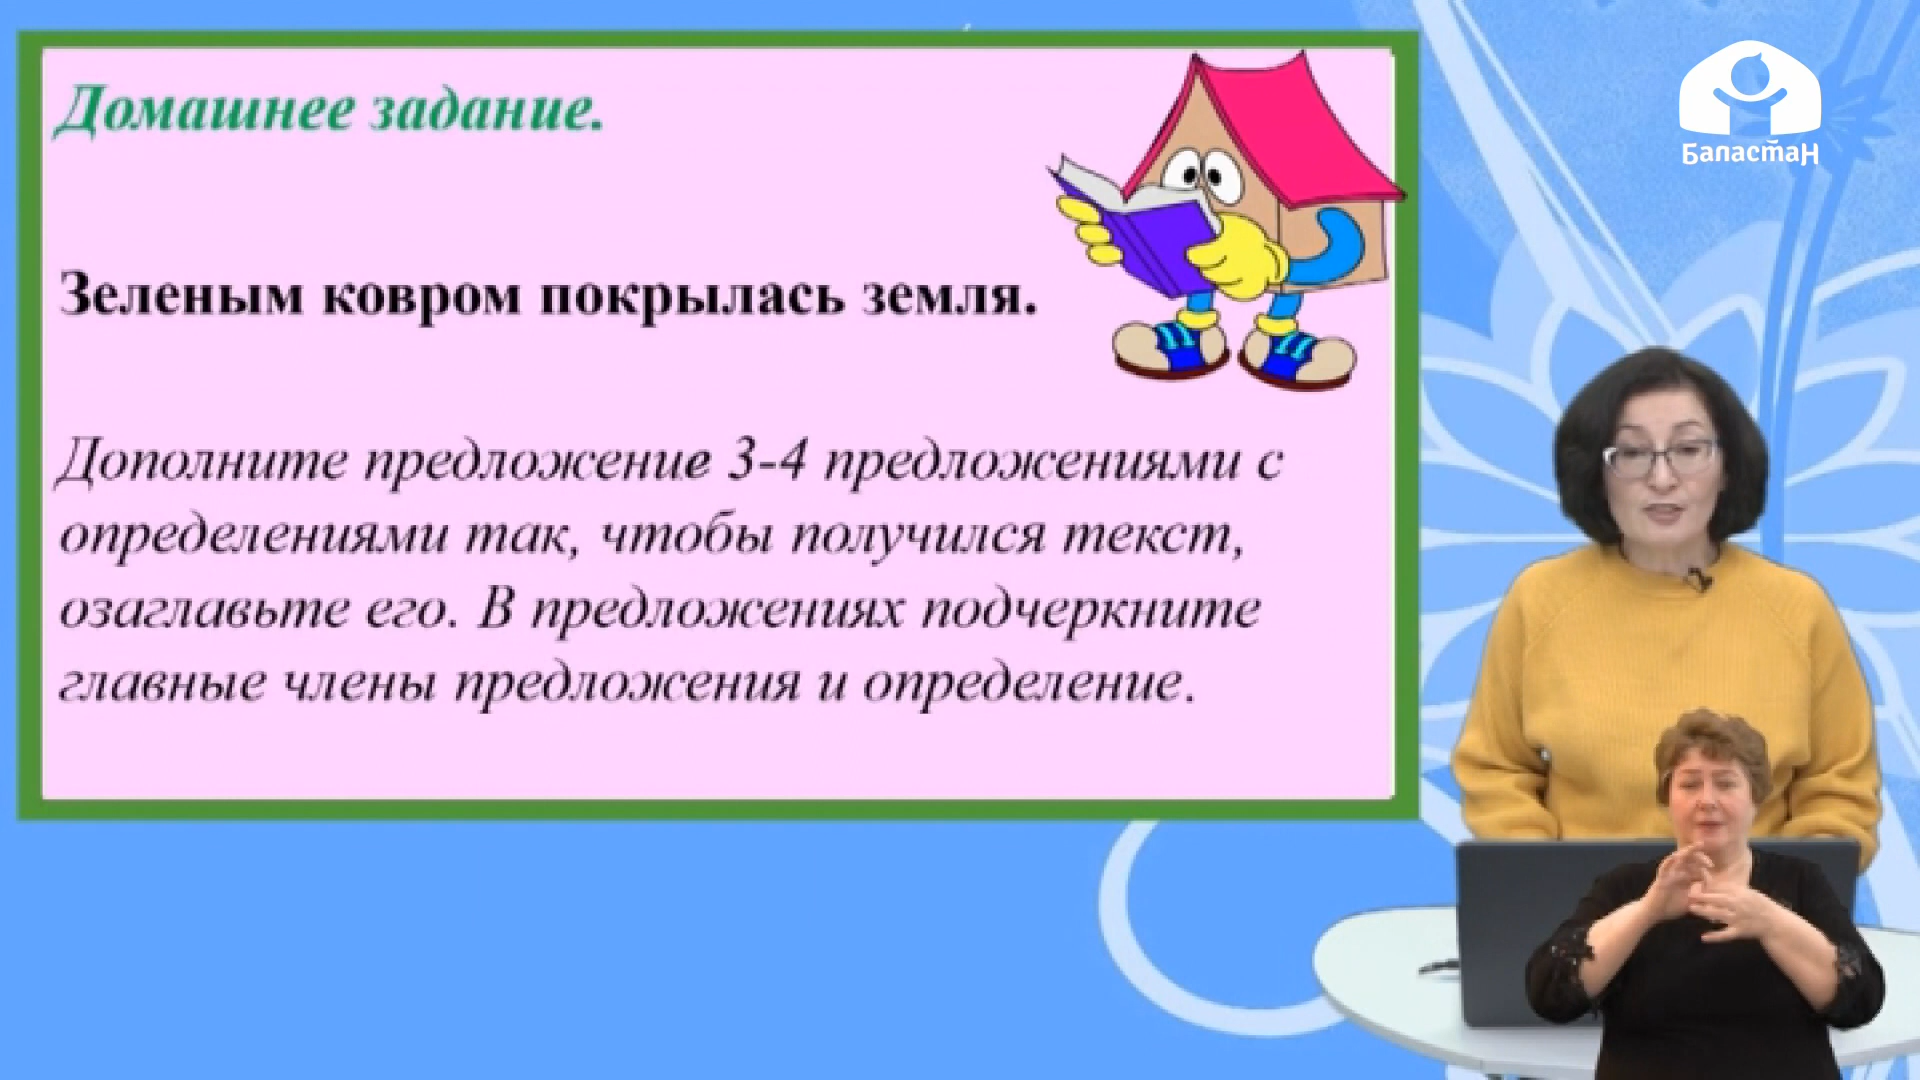 Домашнее задание.
Зеленым ковром покрылась земля.
Дополните предложение 3-4 предложениями с
определениями так, чтобы получился текст,
озаглавьте его. В предложениях подчеркните
главные члены предложения и определение.
Баластан